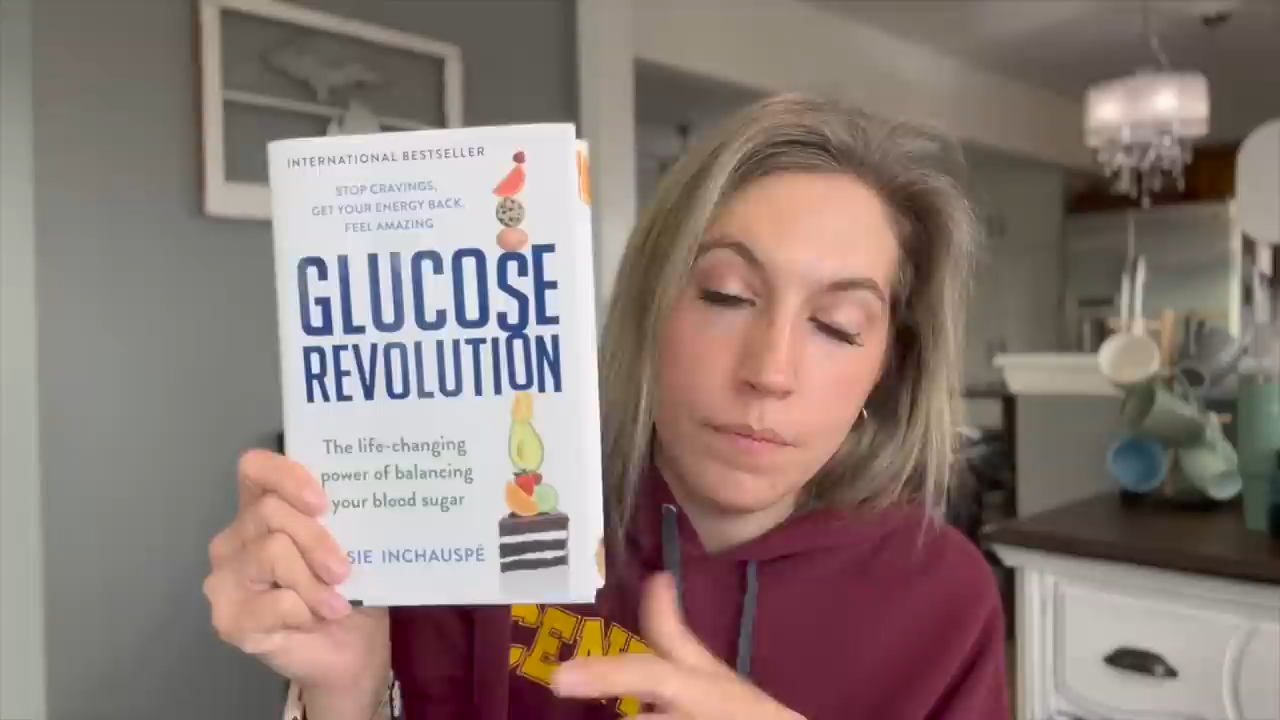 INTERNATIONAL BESTSELLER
STOP CRAVINGS,
GET YOUR ENERGY BACK,
FEEL AMAZING
GLUCOSE
REVOLUTION
The life-changing
power of balancing
your blood sugar
SIE INCHAUSPÉ
CENT